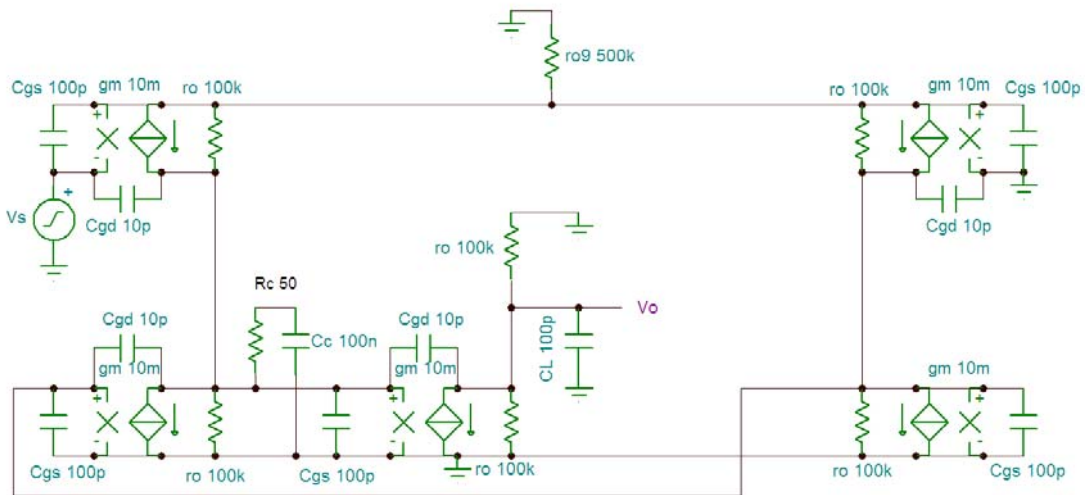 ro9 500k
Cgs 100p
gm 10m
ro 100k
ro 100k
gm 10m
Cgs 100p
+
-
+
-
+
Vs
Cgd 10p
Cgd 10p
ro 100k
Rc 50
Vo
Cgd 10p
Cc 100n
Cgd 10p
CL 100p
gm 10m
gm 10m
gm 10m
+
-
+
-
+
-
Cgs 100p
ro 100k
Cgs 100p
ro 100k
ro 100k
Cgs 100p